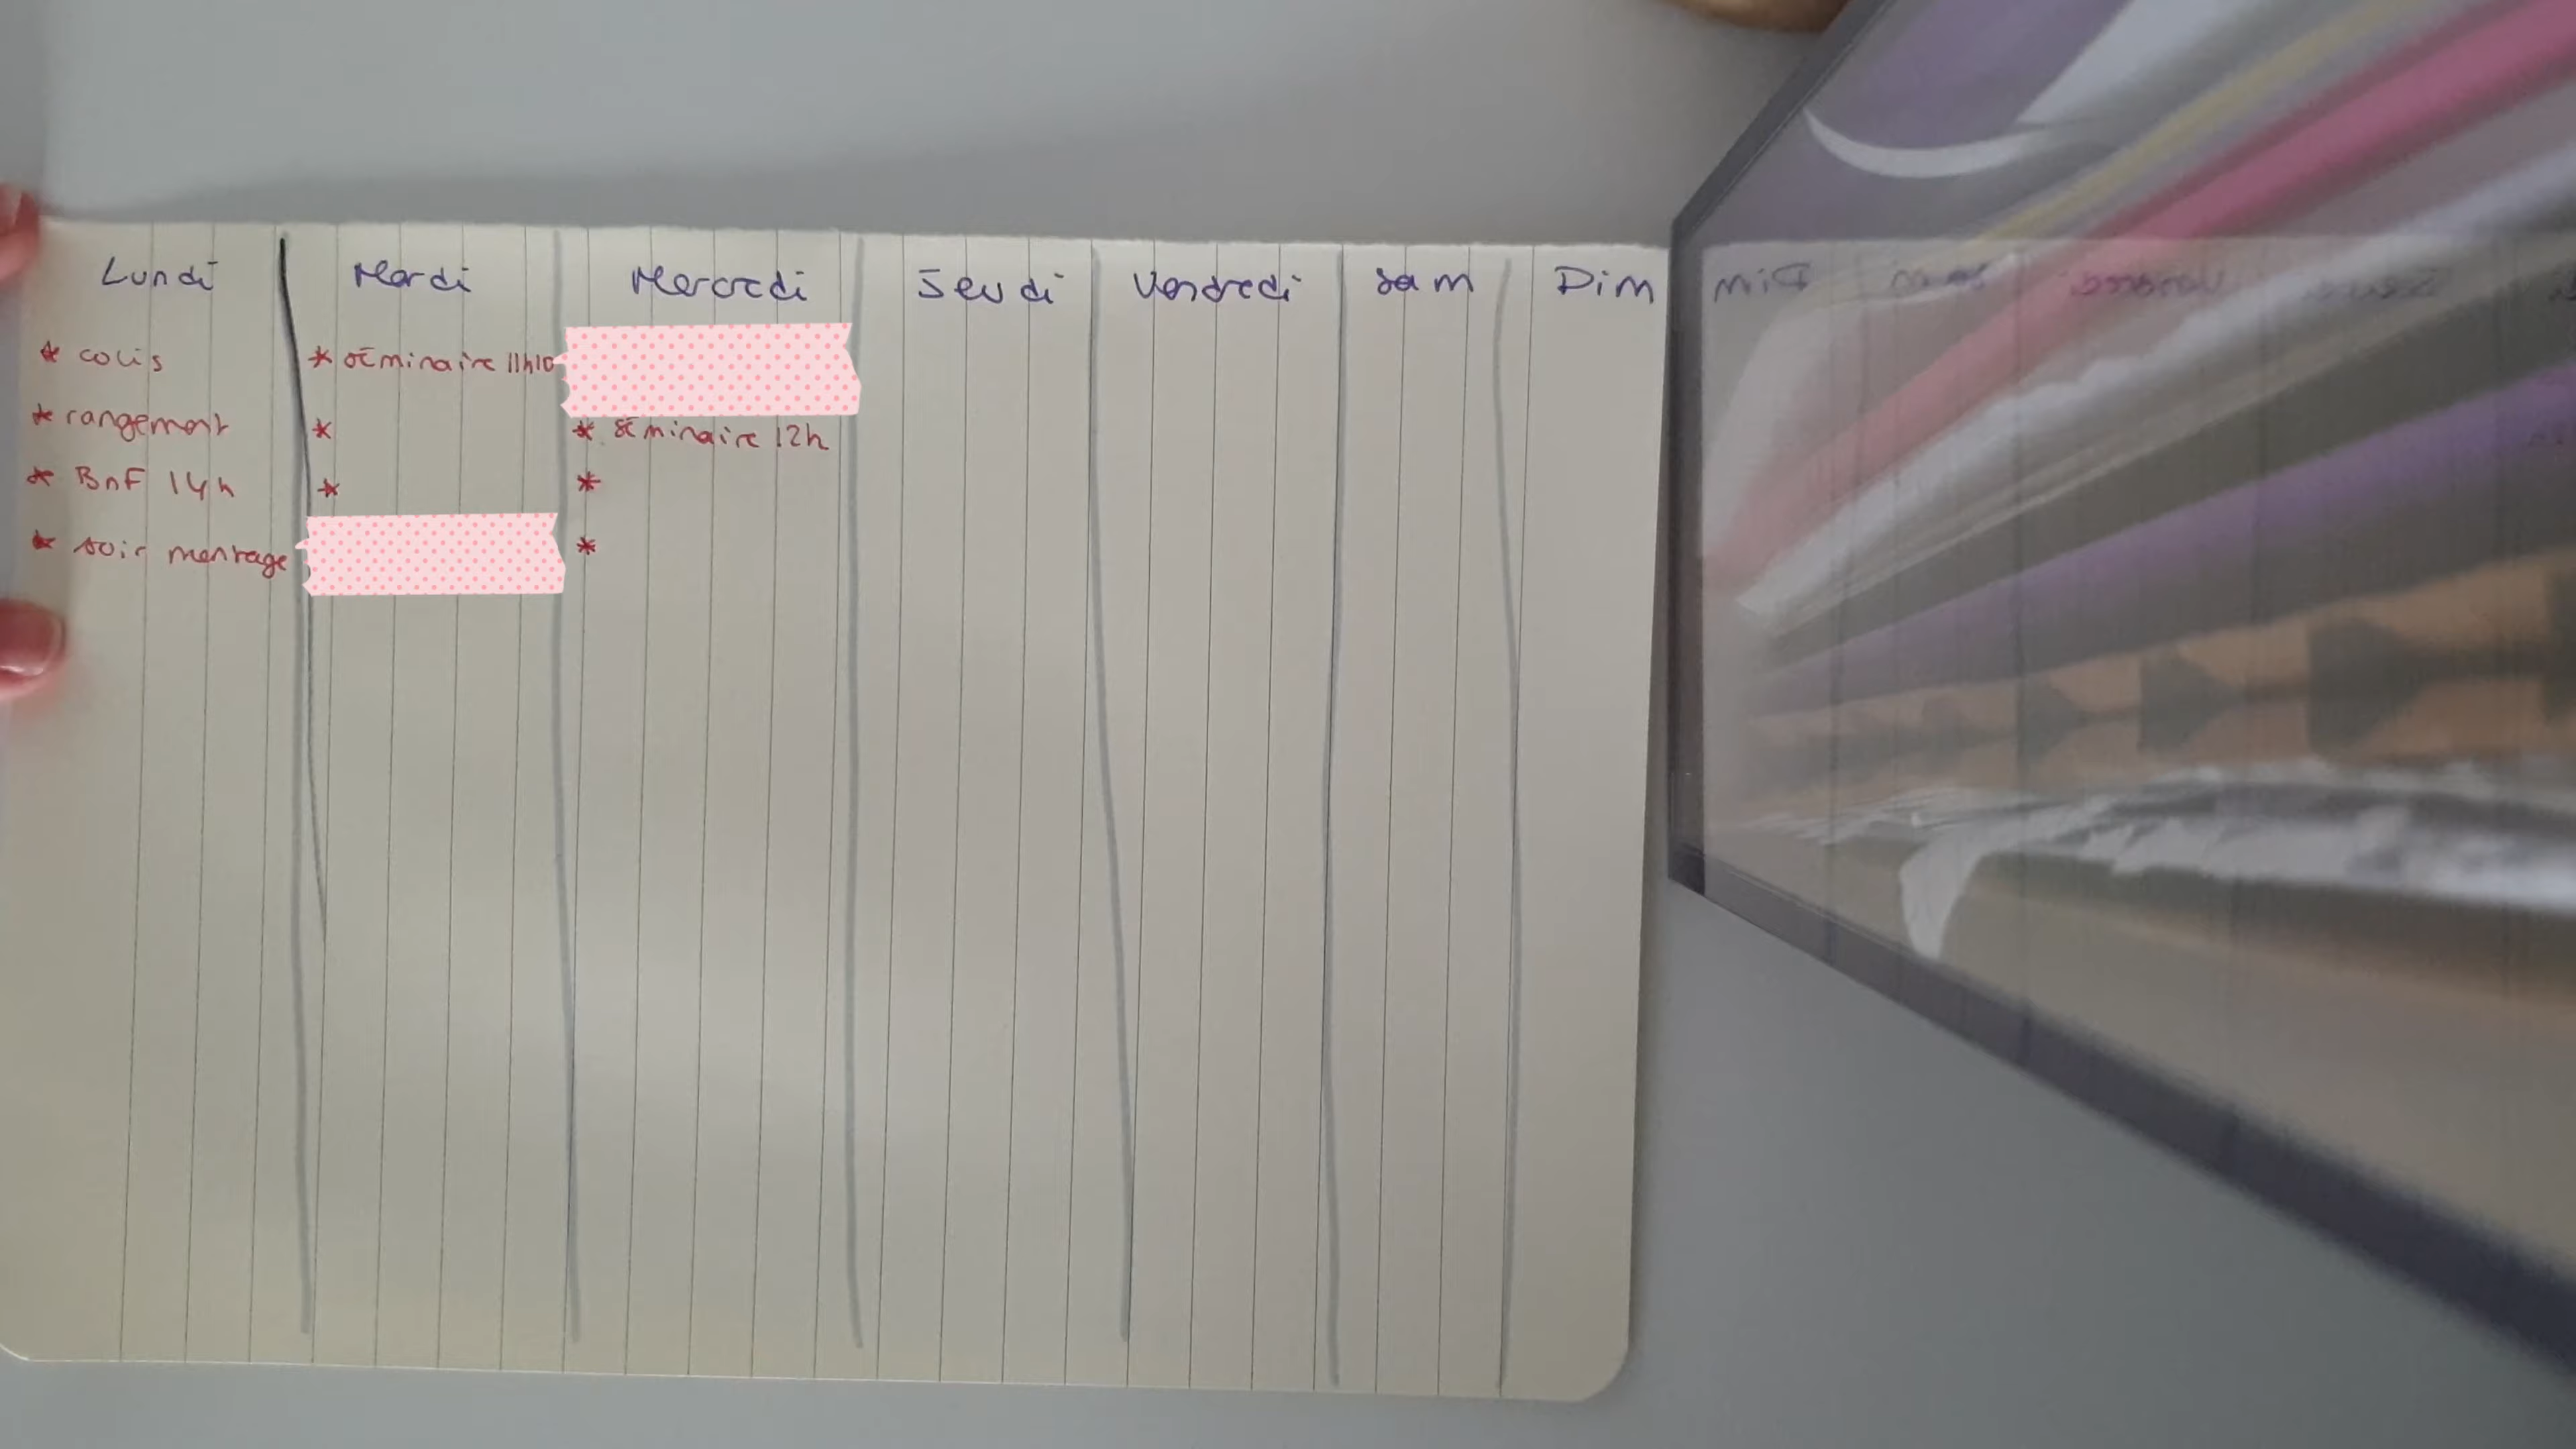 Lundi Mardi Mercredi Jeudi Vendredi Sam Dim
* colis
* rangement
* BnF 14h
* soir montage
* séminaire 11h10
*
*
* séminaire 12h
*
*